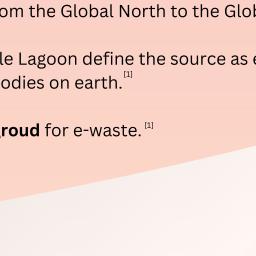 om the Global North to the Glob
le Lagoon define the source as e
odies on earth.[1]
groud for e-waste. [1]